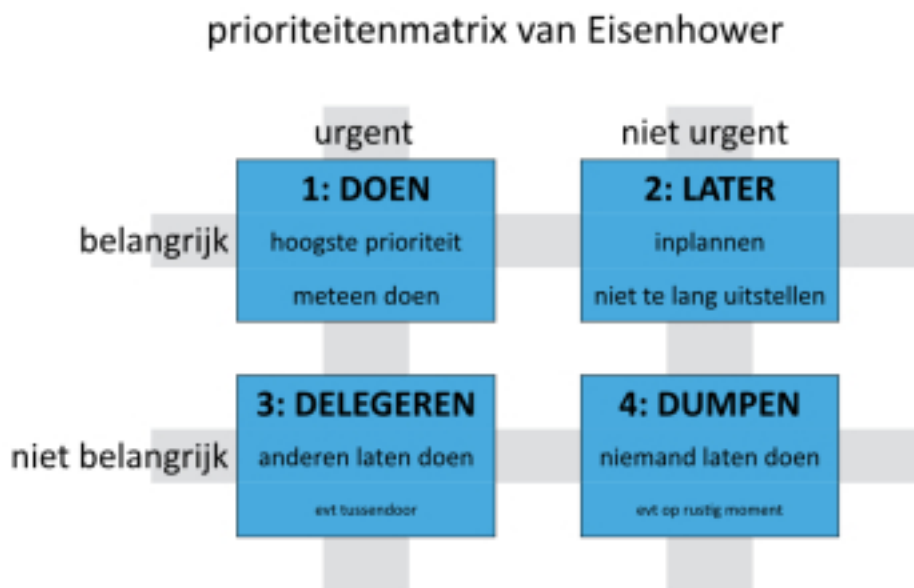 prioriteitenmatrix van Eisenhower
urgent
niet urgent
belangrijk
1: DOEN
hoogste prioriteit
meteen doen
2: LATER
inplannen
niet te lang uitstellen
niet belangrijk
3: DELEGEREN
anderen laten doen
evt tussendoor
4: DUMPEN
niemand laten doen
evt op rustig moment